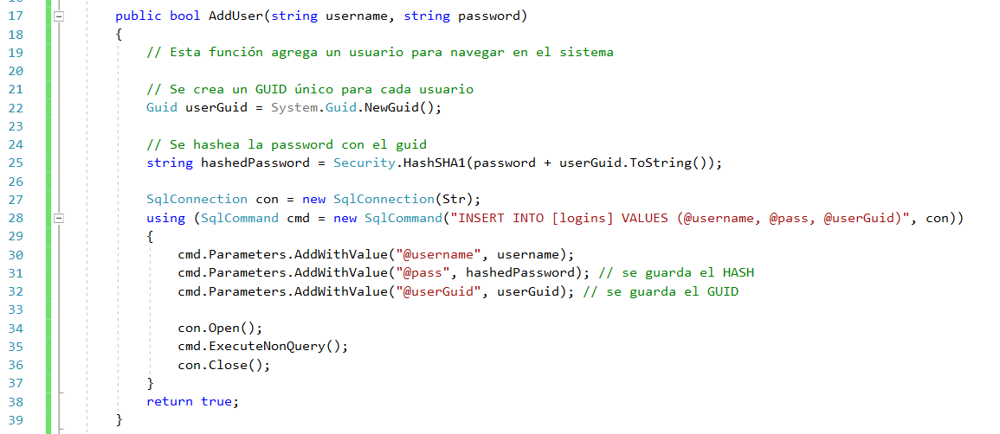 17 public bool AddUser(string username, string password)
18 {
19 // Esta función agrega un usuario para navegar en el sistema
20
21 // Se crea un GUID único para cada usuario
22 Guid userGuid = System.Guid.NewGuid();
23
24 // Se hashea la password con el guid
25 string hashedPassword = Security.HashSHA1(password + userGuid.ToString());
26
27 SqlConnection con = new SqlConnection(Str);
28 using (SqlCommand cmd = new SqlCommand("INSERT INTO [logins] VALUES (@username, @pass, @userGuid)", con))
29 {
30 cmd.Parameters.AddWithValue("@username", username);
31 cmd.Parameters.AddWithValue("@pass", hashedPassword); // se guarda el HASH
32 cmd.Parameters.AddWithValue("@userGuid", userGuid); // se guarda el GUID
33
34 con.Open();
35 cmd.ExecuteNonQuery();
36 con.Close();
37 }
38 return true;
39 }